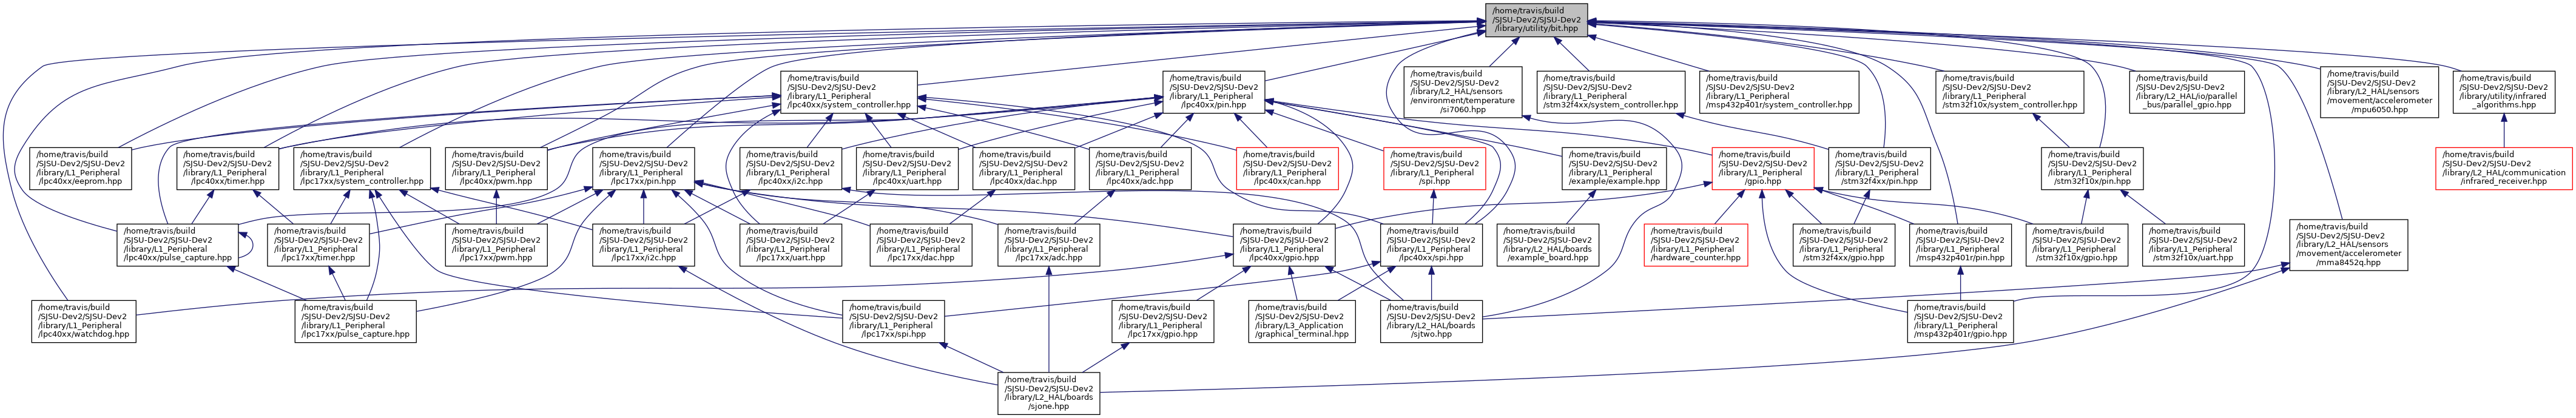 /home/travis/build
/SJSU-Dev2/SJSU-Dev2
/library/utility/bit.hpp
/home/travis/build
/SJSU-Dev2/SJSU-Dev2
/library/L1_Peripheral
/lpc40xx/system_controller.hpp
/home/travis/build
/SJSU-Dev2/SJSU-Dev2
/library/L1_Peripheral
/lpc40xx/pin.hpp
/home/travis/build
/SJSU-Dev2/SJSU-Dev2
/library/L2_HAL/sensors
/environment/temperature
/si7060.hpp
/home/travis/build
/SJSU-Dev2/SJSU-Dev2
/library/L1_Peripheral
/stm32f4xx/system_controller.hpp
/home/travis/build
/SJSU-Dev2/SJSU-Dev2
/library/L1_Peripheral
/msp432p401r/system_controller.hpp
/home/travis/build
/SJSU-Dev2/SJSU-Dev2
/library/L1_Peripheral
/stm32f10x/system_controller.hpp
/home/travis/build
/SJSU-Dev2/SJSU-Dev2
/library/L2_HAL/io/parallel
_bus/parallel_gpio.hpp
/home/travis/build
/SJSU-Dev2/SJSU-Dev2
/library/L2_HAL/sensors
/movement/accelerometer
/mpu6050.hpp
/home/travis/build
/SJSU-Dev2/SJSU-Dev2
/library/utility/infrared
_algorithms.hpp
/home/travis/build
/SJSU-Dev2/SJSU-Dev2
/library/L1_Peripheral
/lpc40xx/eeprom.hpp
/home/travis/build
/SJSU-Dev2/SJSU-Dev2
/library/L1_Peripheral
/lpc40xx/timer.hpp
/home/travis/build
/SJSU-Dev2/SJSU-Dev2
/library/L1_Peripheral
/lpc17xx/system_controller.hpp
/home/travis/build
/SJSU-Dev2/SJSU-Dev2
/library/L1_Peripheral
/lpc40xx/pwm.hpp
/home/travis/build
/SJSU-Dev2/SJSU-Dev2
/library/L1_Peripheral
/lpc17xx/pin.hpp
/home/travis/build
/SJSU-Dev2/SJSU-Dev2
/library/L1_Peripheral
/lpc40xx/i2c.hpp
/home/travis/build
/SJSU-Dev2/SJSU-Dev2
/library/L1_Peripheral
/lpc40xx/uart.hpp
/home/travis/build
/SJSU-Dev2/SJSU-Dev2
/library/L1_Peripheral
/lpc40xx/dac.hpp
/home/travis/build
/SJSU-Dev2/SJSU-Dev2
/library/L1_Peripheral
/lpc40xx/adc.hpp
/home/travis/build
/SJSU-Dev2/SJSU-Dev2
/library/L1_Peripheral
/lpc40xx/can.hpp
/home/travis/build
/SJSU-Dev2/SJSU-Dev2
/library/L1_Peripheral
/spi.hpp
/home/travis/build
/SJSU-Dev2/SJSU-Dev2
/library/L1_Peripheral
/example/example.hpp
/home/travis/build
/SJSU-Dev2/SJSU-Dev2
/library/L1_Peripheral
/gpio.hpp
/home/travis/build
/SJSU-Dev2/SJSU-Dev2
/library/L1_Peripheral
/stm32f4xx/pin.hpp
/home/travis/build
/SJSU-Dev2/SJSU-Dev2
/library/L1_Peripheral
/stm32f10x/pin.hpp
/home/travis/build
/SJSU-Dev2/SJSU-Dev2
/library/L2_HAL/communication
/infrared_receiver.hpp
/home/travis/build
/SJSU-Dev2/SJSU-Dev2
/library/L1_Peripheral
/lpc40xx/pulse_capture.hpp
/home/travis/build
/SJSU-Dev2/SJSU-Dev2
/library/L1_Peripheral
/lpc17xx/timer.hpp
/home/travis/build
/SJSU-Dev2/SJSU-Dev2
/library/L1_Peripheral
/lpc17xx/pwm.hpp
/home/travis/build
/SJSU-Dev2/SJSU-Dev2
/library/L1_Peripheral
/lpc17xx/i2c.hpp
/home/travis/build
/SJSU-Dev2/SJSU-Dev2
/library/L1_Peripheral
/lpc17xx/uart.hpp
/home/travis/build
/SJSU-Dev2/SJSU-Dev2
/library/L1_Peripheral
/lpc17xx/dac.hpp
/home/travis/build
/SJSU-Dev2/SJSU-Dev2
/library/L1_Peripheral
/lpc17xx/adc.hpp
/home/travis/build
/SJSU-Dev2/SJSU-Dev2
/library/L1_Peripheral
/lpc40xx/gpio.hpp
/home/travis/build
/SJSU-Dev2/SJSU-Dev2
/library/L1_Peripheral
/lpc40xx/spi.hpp
/home/travis/build
/SJSU-Dev2/SJSU-Dev2
/library/L2_HAL/boards
/example_board.hpp
/home/travis/build
/SJSU-Dev2/SJSU-Dev2
/library/L1_Peripheral
/hardware_counter.hpp
/home/travis/build
/SJSU-Dev2/SJSU-Dev2
/library/L1_Peripheral
/stm32f4xx/gpio.hpp
/home/travis/build
/SJSU-Dev2/SJSU-Dev2
/library/L1_Peripheral
/msp432p401r/pin.hpp
/home/travis/build
/SJSU-Dev2/SJSU-Dev2
/library/L1_Peripheral
/stm32f10x/gpio.hpp
/home/travis/build
/SJSU-Dev2/SJSU-Dev2
/library/L1_Peripheral
/stm32f10x/uart.hpp
/home/travis/build
/SJSU-Dev2/SJSU-Dev2
/library/L2_HAL/sensors
/movement/accelerometer
/mma8452q.hpp
/home/travis/build
/SJSU-Dev2/SJSU-Dev2
/library/L1_Peripheral
/lpc40xx/watchdog.hpp
/home/travis/build
/SJSU-Dev2/SJSU-Dev2
/library/L1_Peripheral
/lpc17xx/pulse_capture.hpp
/home/travis/build
/SJSU-Dev2/SJSU-Dev2
/library/L1_Peripheral
/lpc17xx/spi.hpp
/home/travis/build
/SJSU-Dev2/SJSU-Dev2
/library/L1_Peripheral
/lpc17xx/gpio.hpp
/home/travis/build
/SJSU-Dev2/SJSU-Dev2
/library/L3_Application
/graphical_terminal.hpp
/home/travis/build
/SJSU-Dev2/SJSU-Dev2
/library/L2_HAL/boards
/sjtwo.hpp
/home/travis/build
/SJSU-Dev2/SJSU-Dev2
/library/L1_Peripheral
/msp432p401r/gpio.hpp
/home/travis/build
/SJSU-Dev2/SJSU-Dev2
/library/L2_HAL/boards
/sjone.hpp